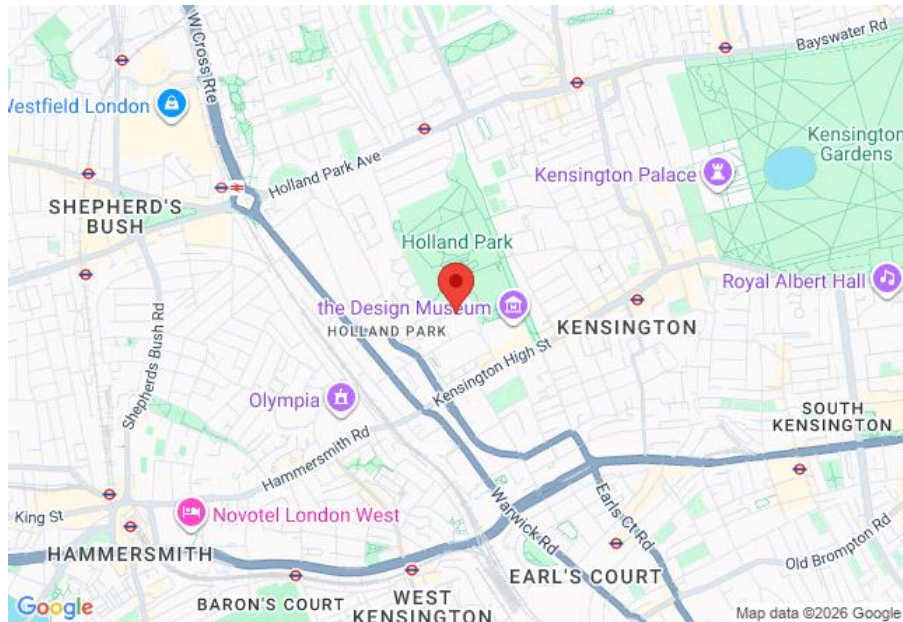 W Cross Rte
Bayswater Rd
Westfield London
Kensington
Gardens
Holland Park Ave
Kensington Palace
SHEPHERD'S
BUSH
Holland Park
Royal Albert Hall
the Design Museum
HOLLAND PARK
KENSINGTON
Shepherds Bush Rd
Kensington High St
Olympia
SOUTH
KENSINGTON
Hammersmith Rd
King St
Novotel London West
Warwick Rd
Earls Ct Rd
Old Brompton Rd
HAMMERSMITH
EARL'S COURT
BARON'S COURT
WEST
KENSINGTON
Google
Map data ©2026 Google